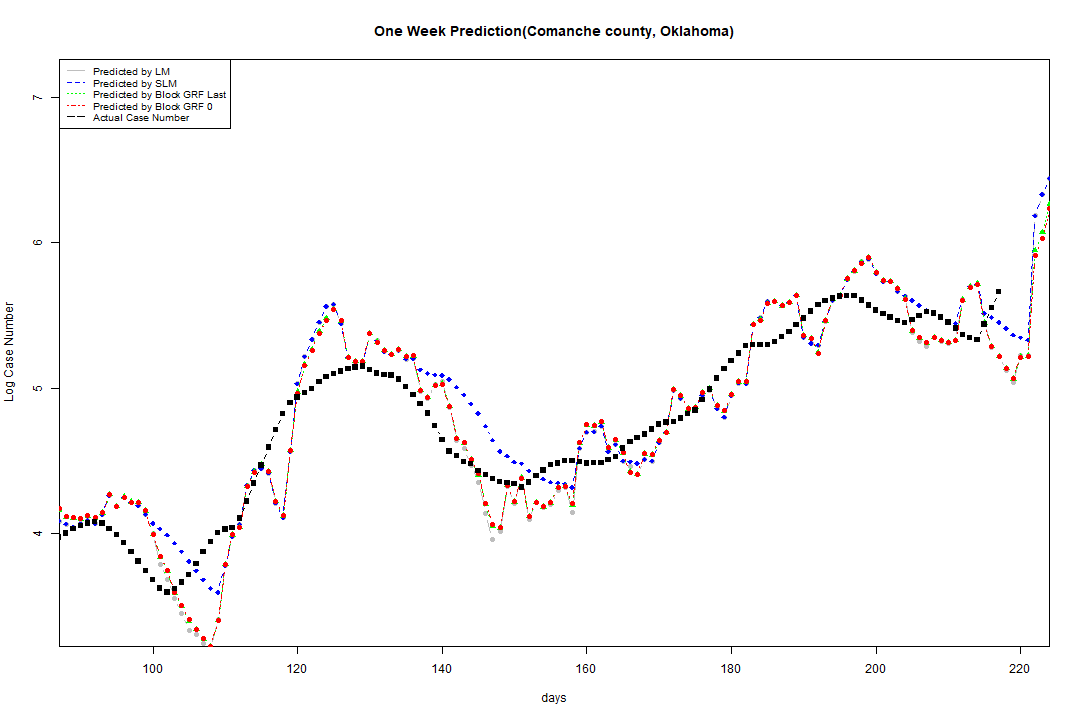 One Week Prediction(Comanche county, Oklahoma)
Predicted by LM
Predicted by SLM
Predicted by Block GRF Last
Predicted by Block GRF 0
Actual Case Number
7
6
5
4
Log Case Number
100 120 140 160 180 200 220
days